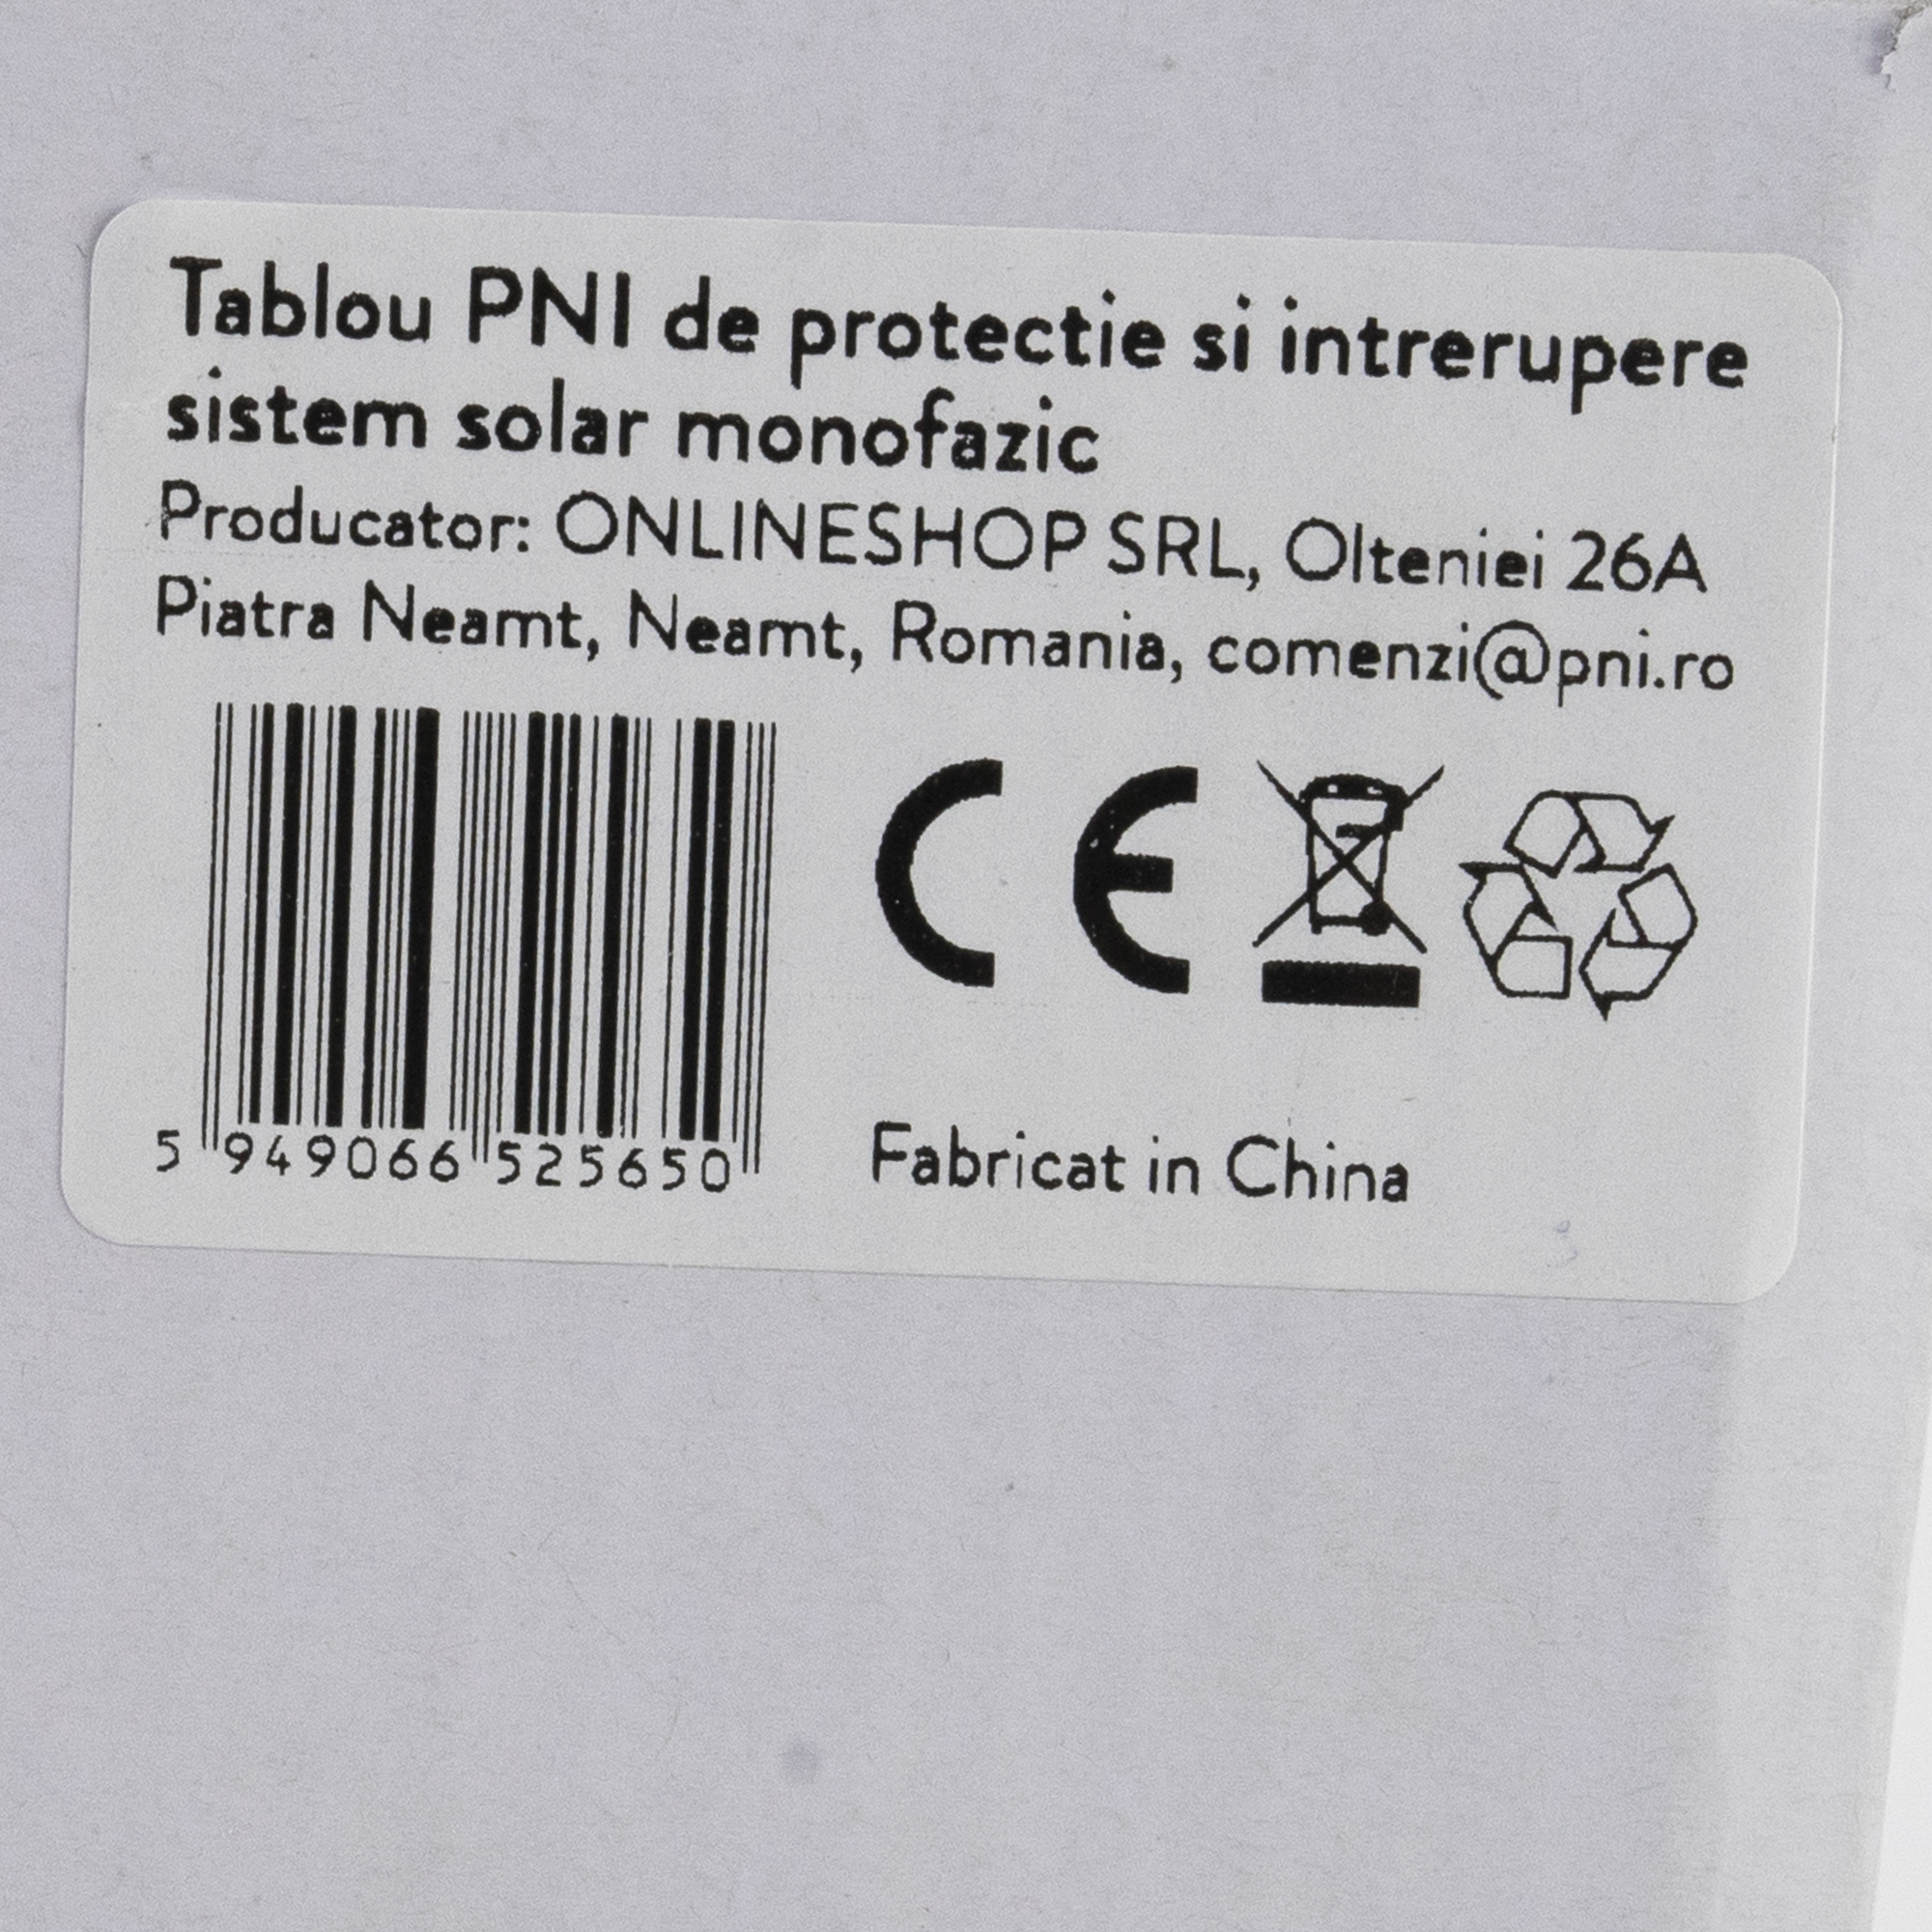 Tablou PNI de protectie si intrerupere
sistem solar monofazic
Producator: ONLINESHOP SRL, Olteniei 26A
Piatra Neamt, Neamt, Romania, comenzi@pni.ro
CE
5 949066 525650
Fabricat in China